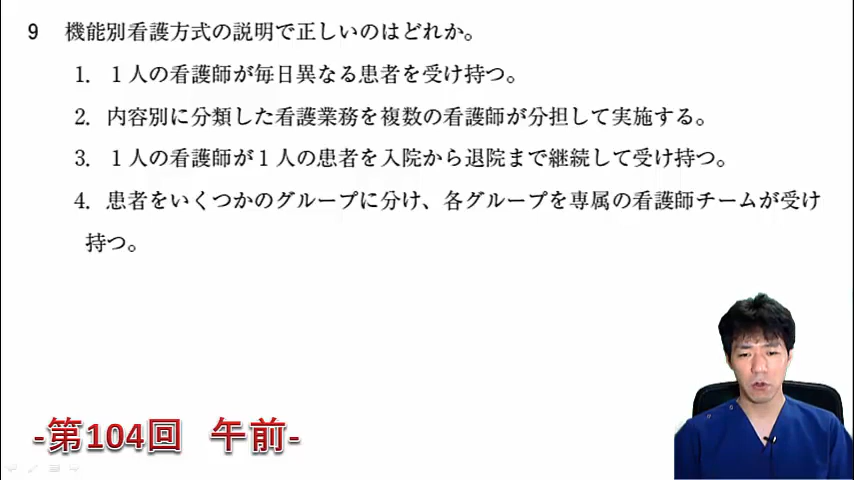 9 機能別看護方式の説明で正しいのはどれか。
1. 1人の看護師が毎日異なる患者を受け持つ。
2. 内容別に分類した看護業務を複数の看護師が分担して実施する。
3. 1人の看護師が1人の患者を入院から退院まで継続して受け持つ。
4. 患者をいくつかのグループに分け、各グループを専属の看護師チームが受け
持つ。
-第104回 午前-